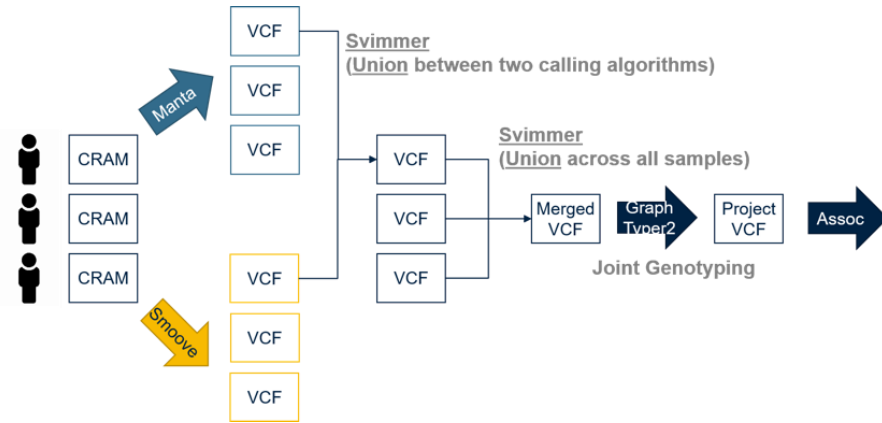 VCF
Svimmer
(Union between two calling algorithms)
Manta
VCF
VCF
Svimmer
(Union across all samples)
CRAM
VCF
CRAM
VCF
Merged
VCF
Graph
Typer2
Project
VCF
Assoc
CRAM
VCF
VCF
Joint Genotyping
Smoove
VCF
VCF